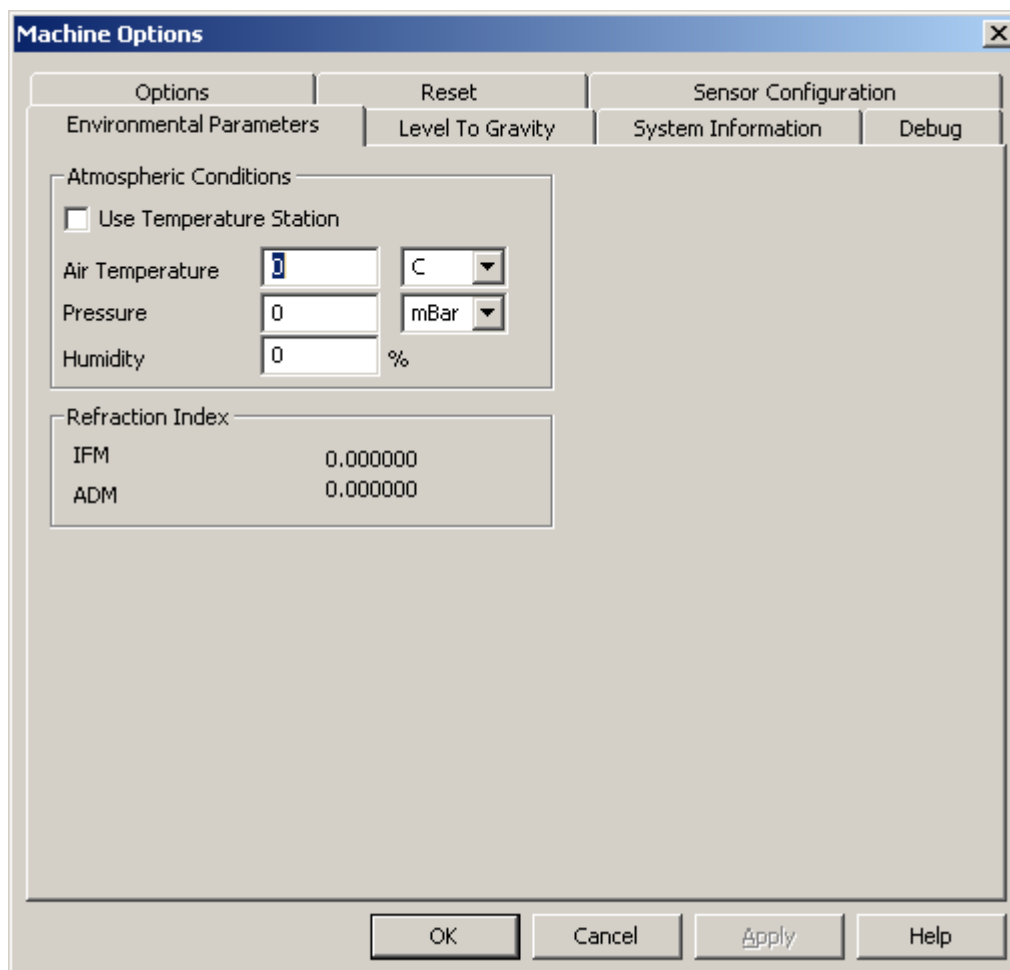 Machine Options
Options Reset Sensor Configuration
Environmental Parameters Level To Gravity System Information Debug
Atmospheric Conditions
Use Temperature Station
Air Temperature 0 C
Pressure 0 mBar
Humidity 0 %
Refraction Index
IFM 0.000000
ADM 0.000000
OK Cancel Apply Help